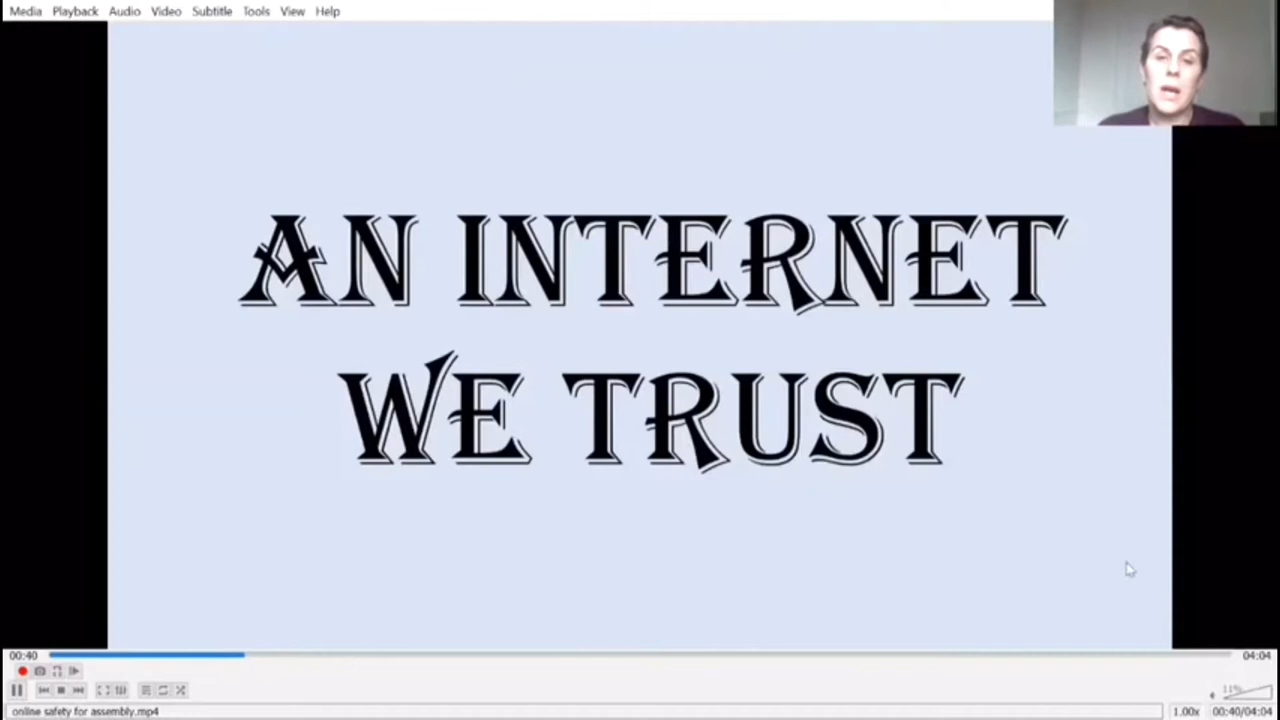 Media Playback Audio Video Subtitle Tools View Help
AN INTERNET
WE TRUST
00:40 04:04
11%
online safety for assembly.mp4 1.00x 00:40/04:04